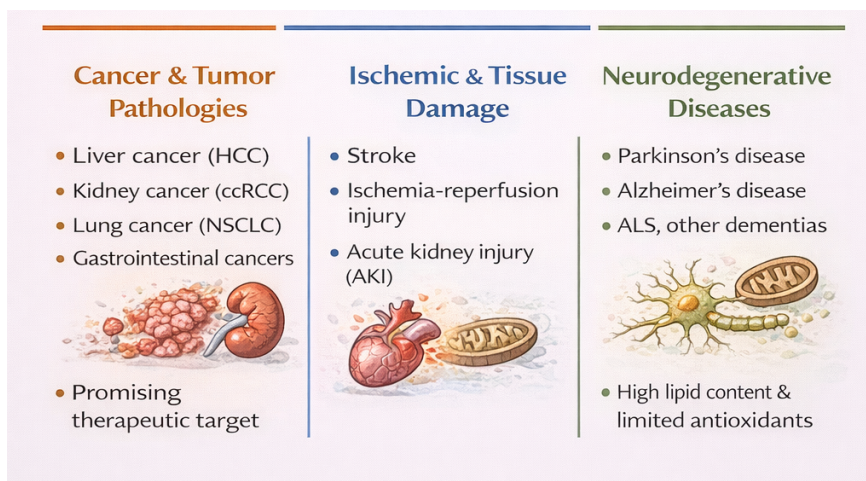 Cancer & Tumor
Pathologies
• Liver cancer (HCC)
• Kidney cancer (ccRCC)
• Lung cancer (NSCLC)
• Gastrointestinal cancers
• Promising
therapeutic target
Ischemic & Tissue
Damage
• Stroke
• Ischemia-reperfusion
injury
• Acute kidney injury
(AKI)
Neurodegenerative
Diseases
• Parkinson's disease
• Alzheimer's disease
• ALS, other dementias
• High lipid content &
limited antioxidants